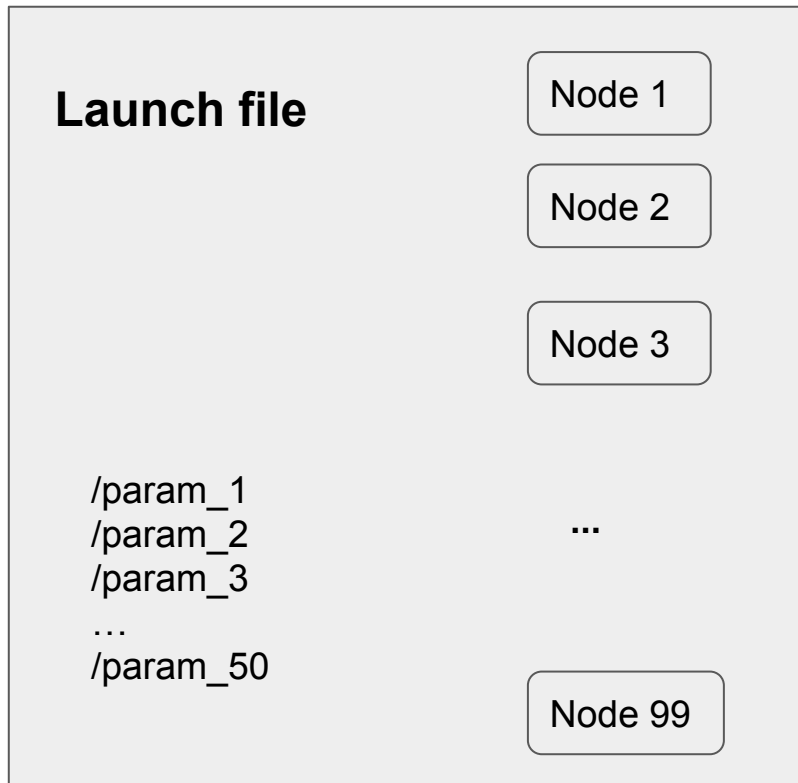 Launch file
Node 1
Node 2
Node 3
...
Node 99
/param_1
/param_2
/param_3
…
/param_50